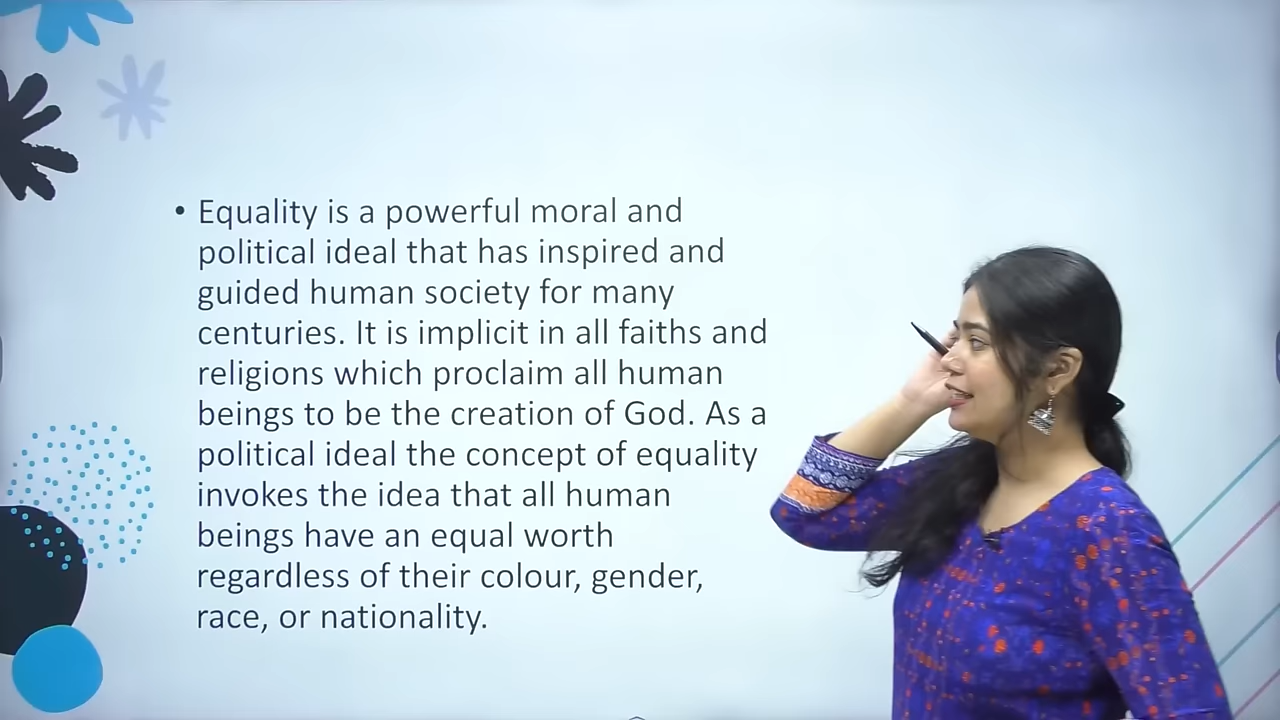 • Equality is a powerful moral and
political ideal that has inspired and
guided human society for many
centuries. It is implicit in all faiths and
religions which proclaim all human
beings to be the creation of God. As a
political ideal the concept of equality
invokes the idea that all human
beings have an equal worth
regardless of their colour, gender,
race, or nationality.